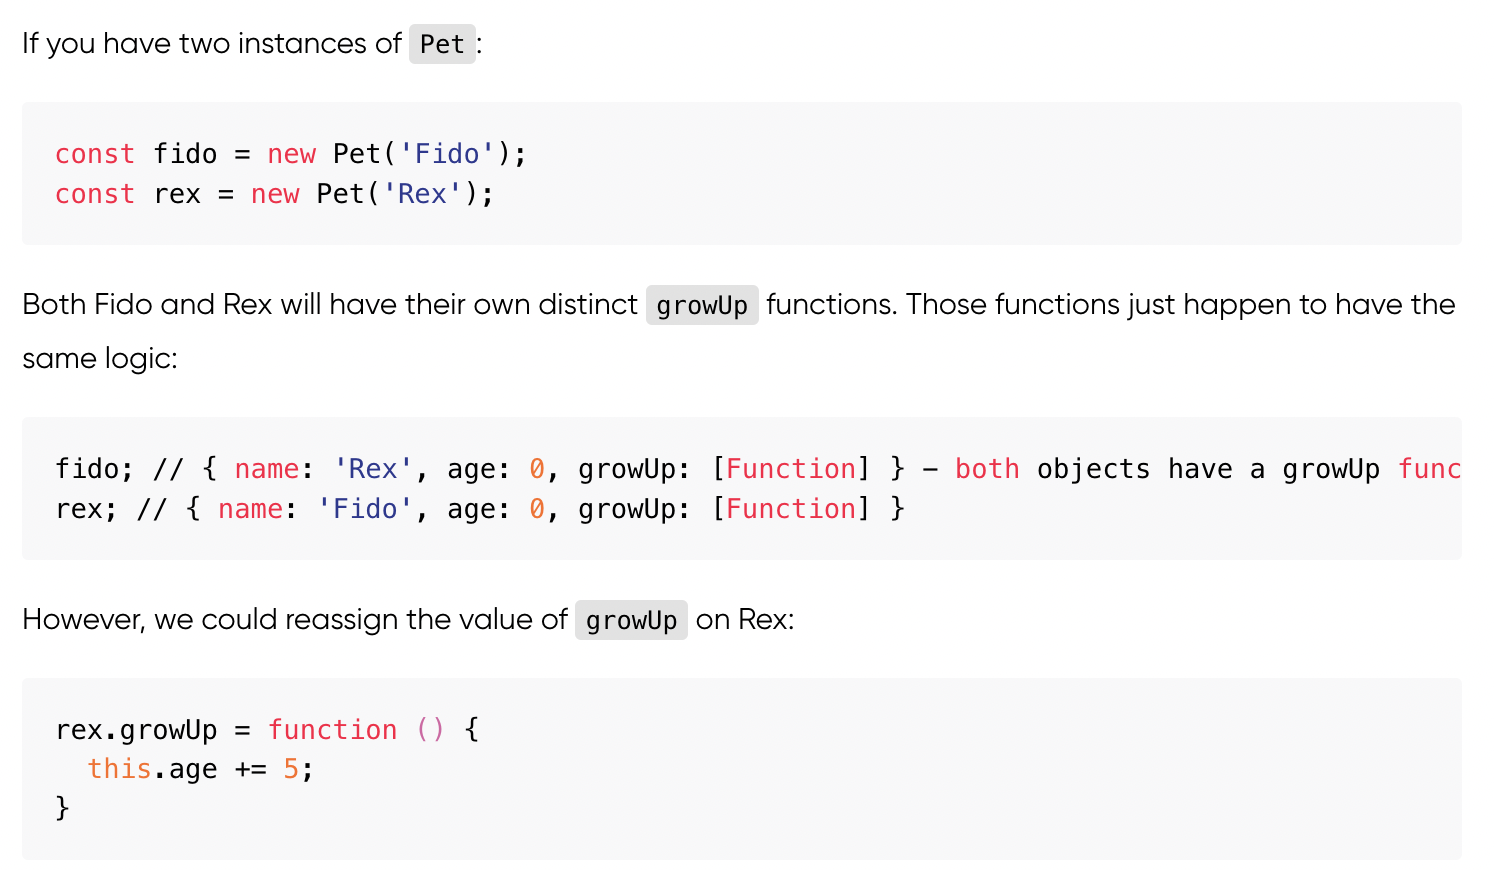 If you have two instances of Pet:
const fido = new Pet('Fido');
const rex = new Pet('Rex');
Both Fido and Rex will have their own distinct growUp functions. Those functions just happen to have the
same logic:
fido; // { name: 'Rex', age: 0, growUp: [Function] } – both objects have a growUp func
rex; // { name: 'Fido', age: 0, growUp: [Function] }
However, we could reassign the value of growUp on Rex:
rex.growUp = function () {
  this.age += 5;
}